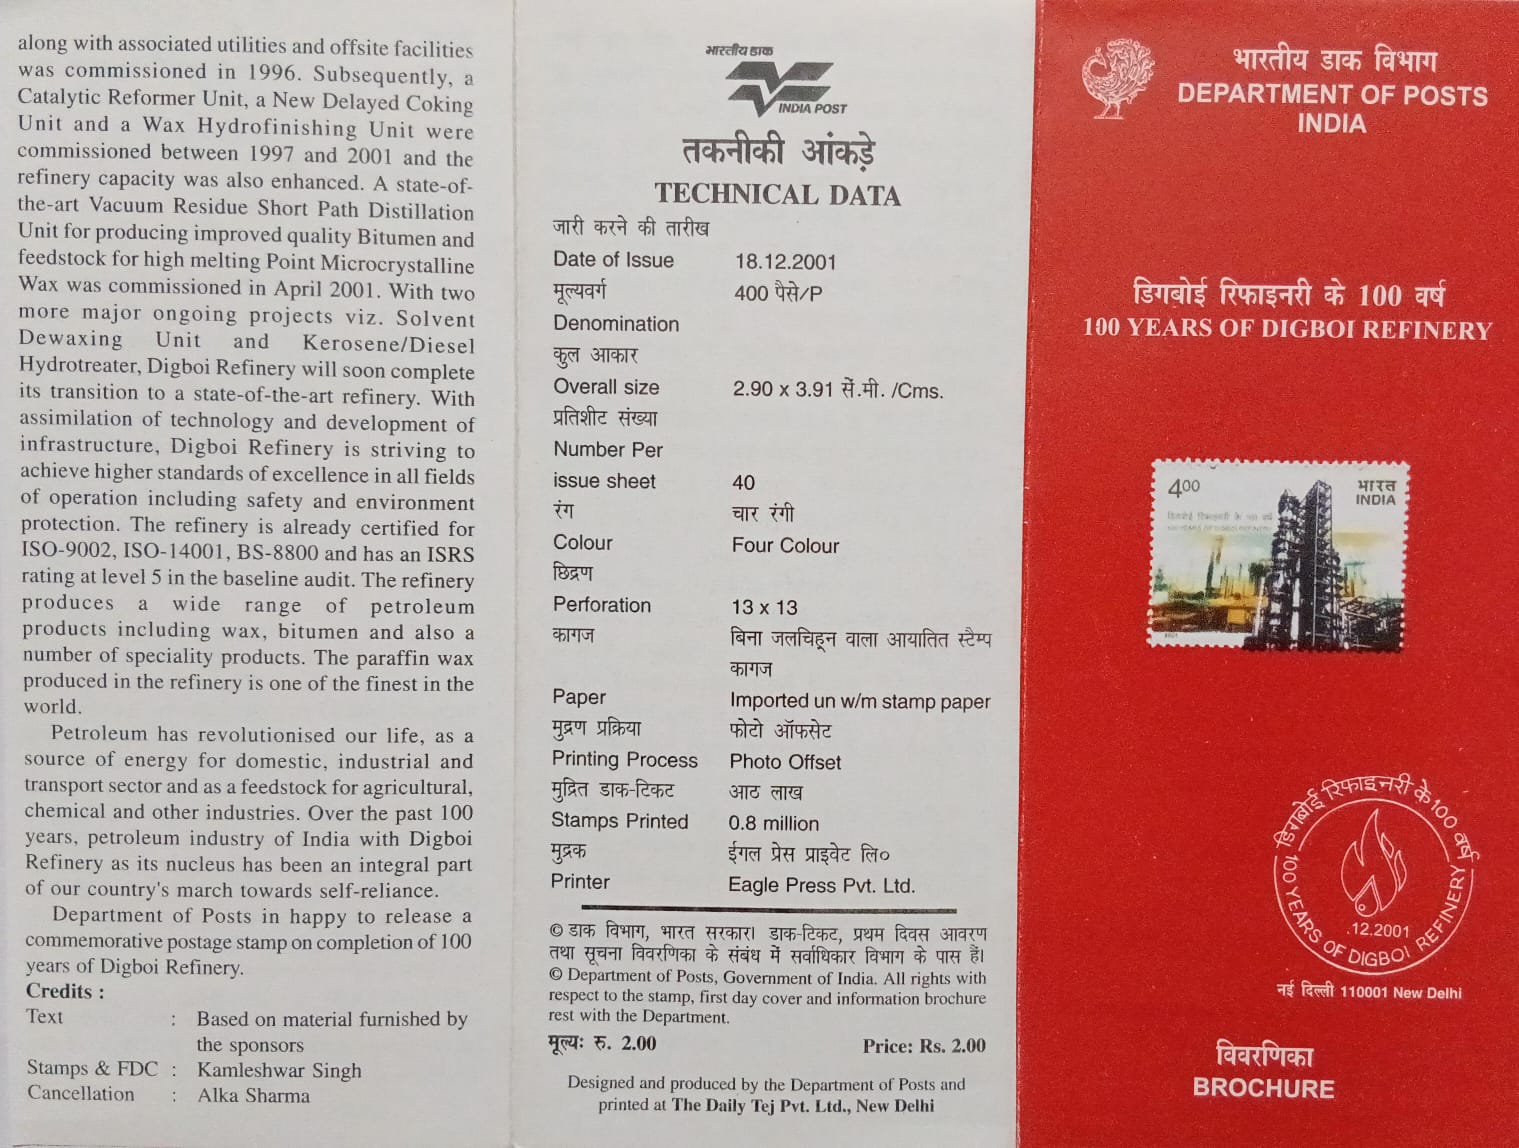 along with associated utilities and offsite facilities
was commissioned in 1996. Subsequently, a
Catalytic Reformer Unit, a New Delayed Coking
Unit and a Wax Hydrofinishing Unit were
commissioned between 1997 and 2001 and the
refinery capacity was also enhanced. A state-of-
the-art Vacuum Residue Short Path Distillation
Unit for producing improved quality Bitumen and
feedstock for high melting Point Microcrystalline
Wax was commissioned in April 2001. With two
more major ongoing projects viz. Solvent
Dewaxing Unit and Kerosene/Diesel
Hydrotreater, Digboi Refinery will soon complete
its transition to a state-of-the-art refinery. With
assimilation of technology and development of
infrastructure, Digboi Refinery is striving to
achieve higher standards of excellence in all fields
of operation including safety and environment
protection. The refinery is already certified for
ISO-9002, ISO-14001, BS-8800 and has an ISRS
rating at level 5 in the baseline audit. The refinery
produces a wide range of petroleum
products including wax, bitumen and also a
number of speciality products. The paraffin wax
produced in the refinery is one of the finest in the
world.
Petroleum has revolutionised our life, as a
source of energy for domestic, industrial and
transport sector and as a feedstock for agricultural,
chemical and other industries. Over the past 100
years, petroleum industry of India with Digboi
Refinery as its nucleus has been an integral part
of our country's march towards self-reliance.
Department of Posts in happy to release a
commemorative postage stamp on completion of 100
years of Digboi Refinery.
Credits :
Text : Based on material furnished by
the sponsors
Stamps & FDC : Kamleshwar Singh
Cancellation : Alka Sharma
भारतीय डाक
INDIA POST
तकनीकी आंकड़े
TECHNICAL DATA
जारी करने की तारीख
Date of Issue 18.12.2001
मूल्यवर्ग 400 पैसे/P
Denomination
कुल आकार
Overall size 2.90 x 3.91 सें.मी. /Cms.
प्रतिशीट संख्या
Number Per
issue sheet 40
रंग चार रंगी
Colour Four Colour
छिद्रण
Perforation 13 x 13
कागज बिना जलचिह्न वाला आयातित स्टैम्प
कागज
Paper Imported un w/m stamp paper
मुद्रण प्रक्रिया फोटो ऑफसेट
Printing Process Photo Offset
मुद्रित डाक-टिकट आठ लाख
Stamps Printed 0.8 million
मुद्रक ईगल प्रेस प्राइवेट लि०
Printer Eagle Press Pvt. Ltd.
© डाक विभाग, भारत सरकार। डाक-टिकट, प्रथम दिवस आवरण
तथा सूचना विवरणिका के संबंध में सर्वाधिकार विभाग के पास हैं।
© Department of Posts, Government of India. All rights with
respect to the stamp, first day cover and information brochure
rest with the Department.
मूल्यः रु. 2.00 Price: Rs. 2.00
Designed and produced by the Department of Posts and
printed at The Daily Tej Pvt. Ltd., New Delhi
भारतीय डाक विभाग
DEPARTMENT OF POSTS
INDIA
डिगबोई रिफाइनरी के 100 वर्ष
100 YEARS OF DIGBOI REFINERY
400 भारत
INDIA
डिगबोई रिफाइनरी के 100 वर्ष
100 YEARS OF DIGBOI REFINERY
2001
डिगबोई रिफाइनरी के 100 वर्ष
.12.2001
100 YEARS OF DIGBOI REFINERY
नई दिल्ली 110001 New Delhi
विवरणिका
BROCHURE